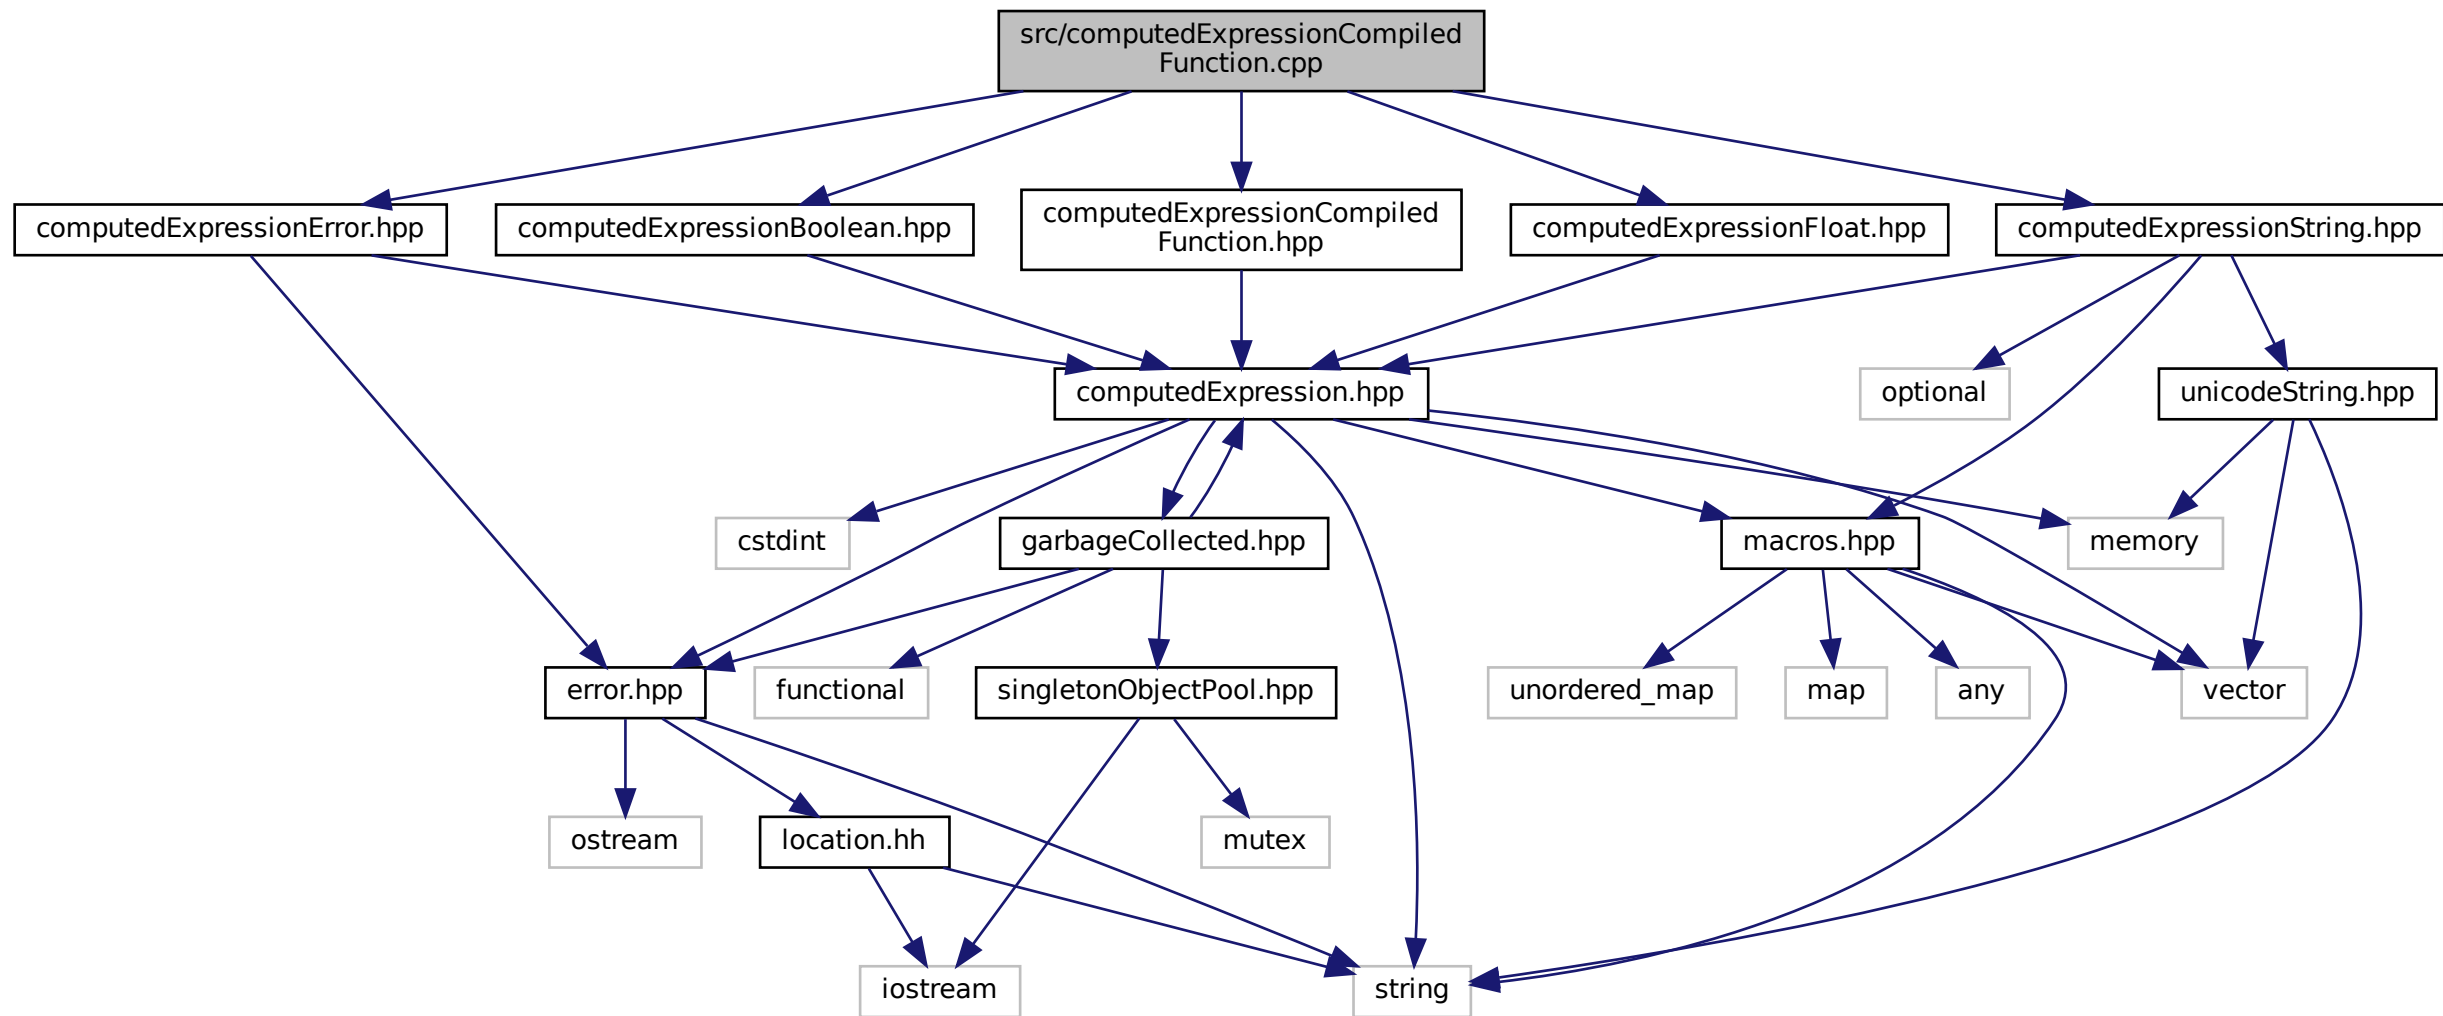 src/computedExpressionCompiled
Function.cpp
computedExpressionError.hpp
computedExpressionBoolean.hpp
computedExpressionCompiled
Function.hpp
computedExpressionFloat.hpp
computedExpressionString.hpp
computedExpression.hpp
optional
unicodeString.hpp
cstdint
garbageCollected.hpp
macros.hpp
memory
error.hpp
functional
singletonObjectPool.hpp
unordered_map
map
any
vector
ostream
location.hh
mutex
iostream
string